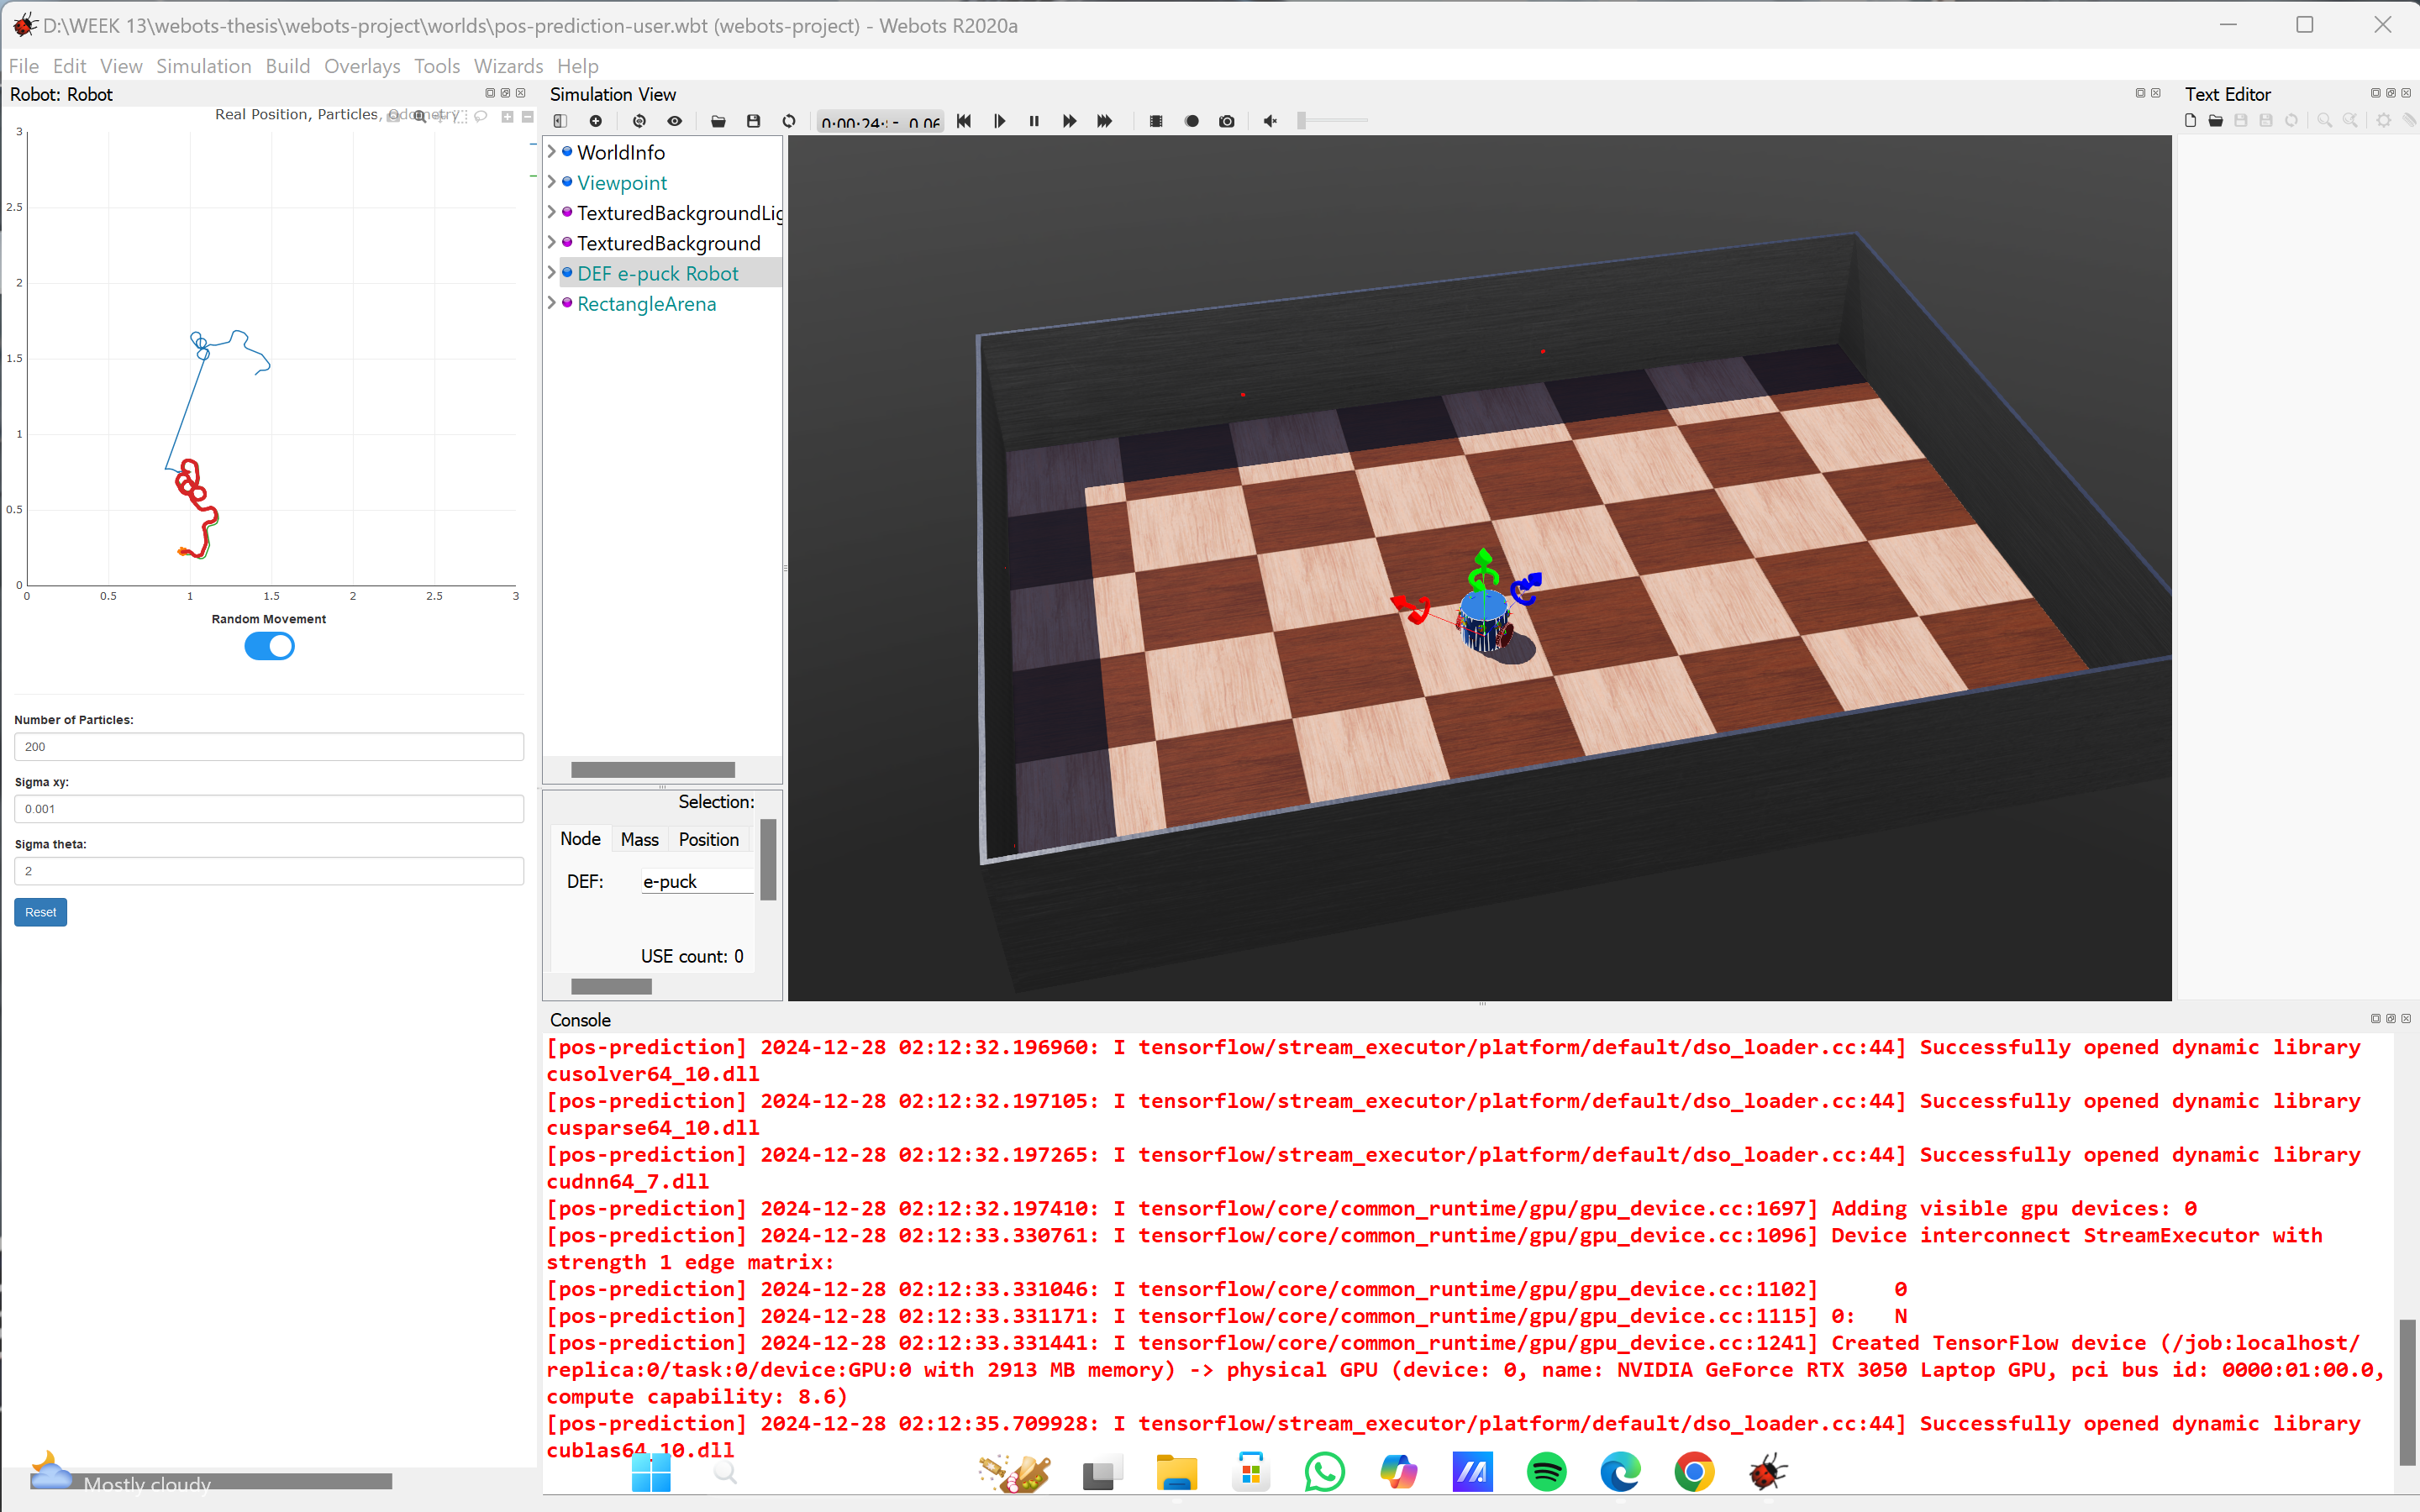 D:\WEEK 13\webots-thesis\webots-project\worlds\pos-prediction-user.wbt (webots-project) - Webots R2020a
File Edit View Simulation Build Overlays Tools Wizards Help
Robot: Robot
Real Position, Particles, Odometry
3
2.5
2
1.5
1
0.5
0
0 0.5 1 1.5 2 2.5 3
Random Movement
Number of Particles:
200
Sigma xy:
0.001
Sigma theta:
2
Reset
Mostly cloudy
Simulation View
0:00:24: - 0.06
WorldInfo
Viewpoint
TexturedBackgroundLig
TexturedBackground
DEF e-puck Robot
RectangleArena
Selection:
Node Mass Position
DEF: e-puck
USE count: 0
Text Editor
Console
[pos-prediction] 2024-12-28 02:12:32.196960: I tensorflow/stream_executor/platform/default/dso_loader.cc:44] Successfully opened dynamic library
cusolver64_10.dll
[pos-prediction] 2024-12-28 02:12:32.197105: I tensorflow/stream_executor/platform/default/dso_loader.cc:44] Successfully opened dynamic library
cusparse64_10.dll
[pos-prediction] 2024-12-28 02:12:32.197265: I tensorflow/stream_executor/platform/default/dso_loader.cc:44] Successfully opened dynamic library
cudnn64_7.dll
[pos-prediction] 2024-12-28 02:12:32.197410: I tensorflow/core/common_runtime/gpu/gpu_device.cc:1697] Adding visible gpu devices: 0
[pos-prediction] 2024-12-28 02:12:33.330761: I tensorflow/core/common_runtime/gpu/gpu_device.cc:1096] Device interconnect StreamExecutor with
strength 1 edge matrix:
[pos-prediction] 2024-12-28 02:12:33.331046: I tensorflow/core/common_runtime/gpu/gpu_device.cc:1102]      0
[pos-prediction] 2024-12-28 02:12:33.331171: I tensorflow/core/common_runtime/gpu/gpu_device.cc:1115] 0:   N
[pos-prediction] 2024-12-28 02:12:33.331441: I tensorflow/core/common_runtime/gpu/gpu_device.cc:1241] Created TensorFlow device (/job:localhost/
replica:0/task:0/device:GPU:0 with 2913 MB memory) -> physical GPU (device: 0, name: NVIDIA GeForce RTX 3050 Laptop GPU, pci bus id: 0000:01:00.0,
compute capability: 8.6)
[pos-prediction] 2024-12-28 02:12:35.709928: I tensorflow/stream_executor/platform/default/dso_loader.cc:44] Successfully opened dynamic library
cublas64_10.dll